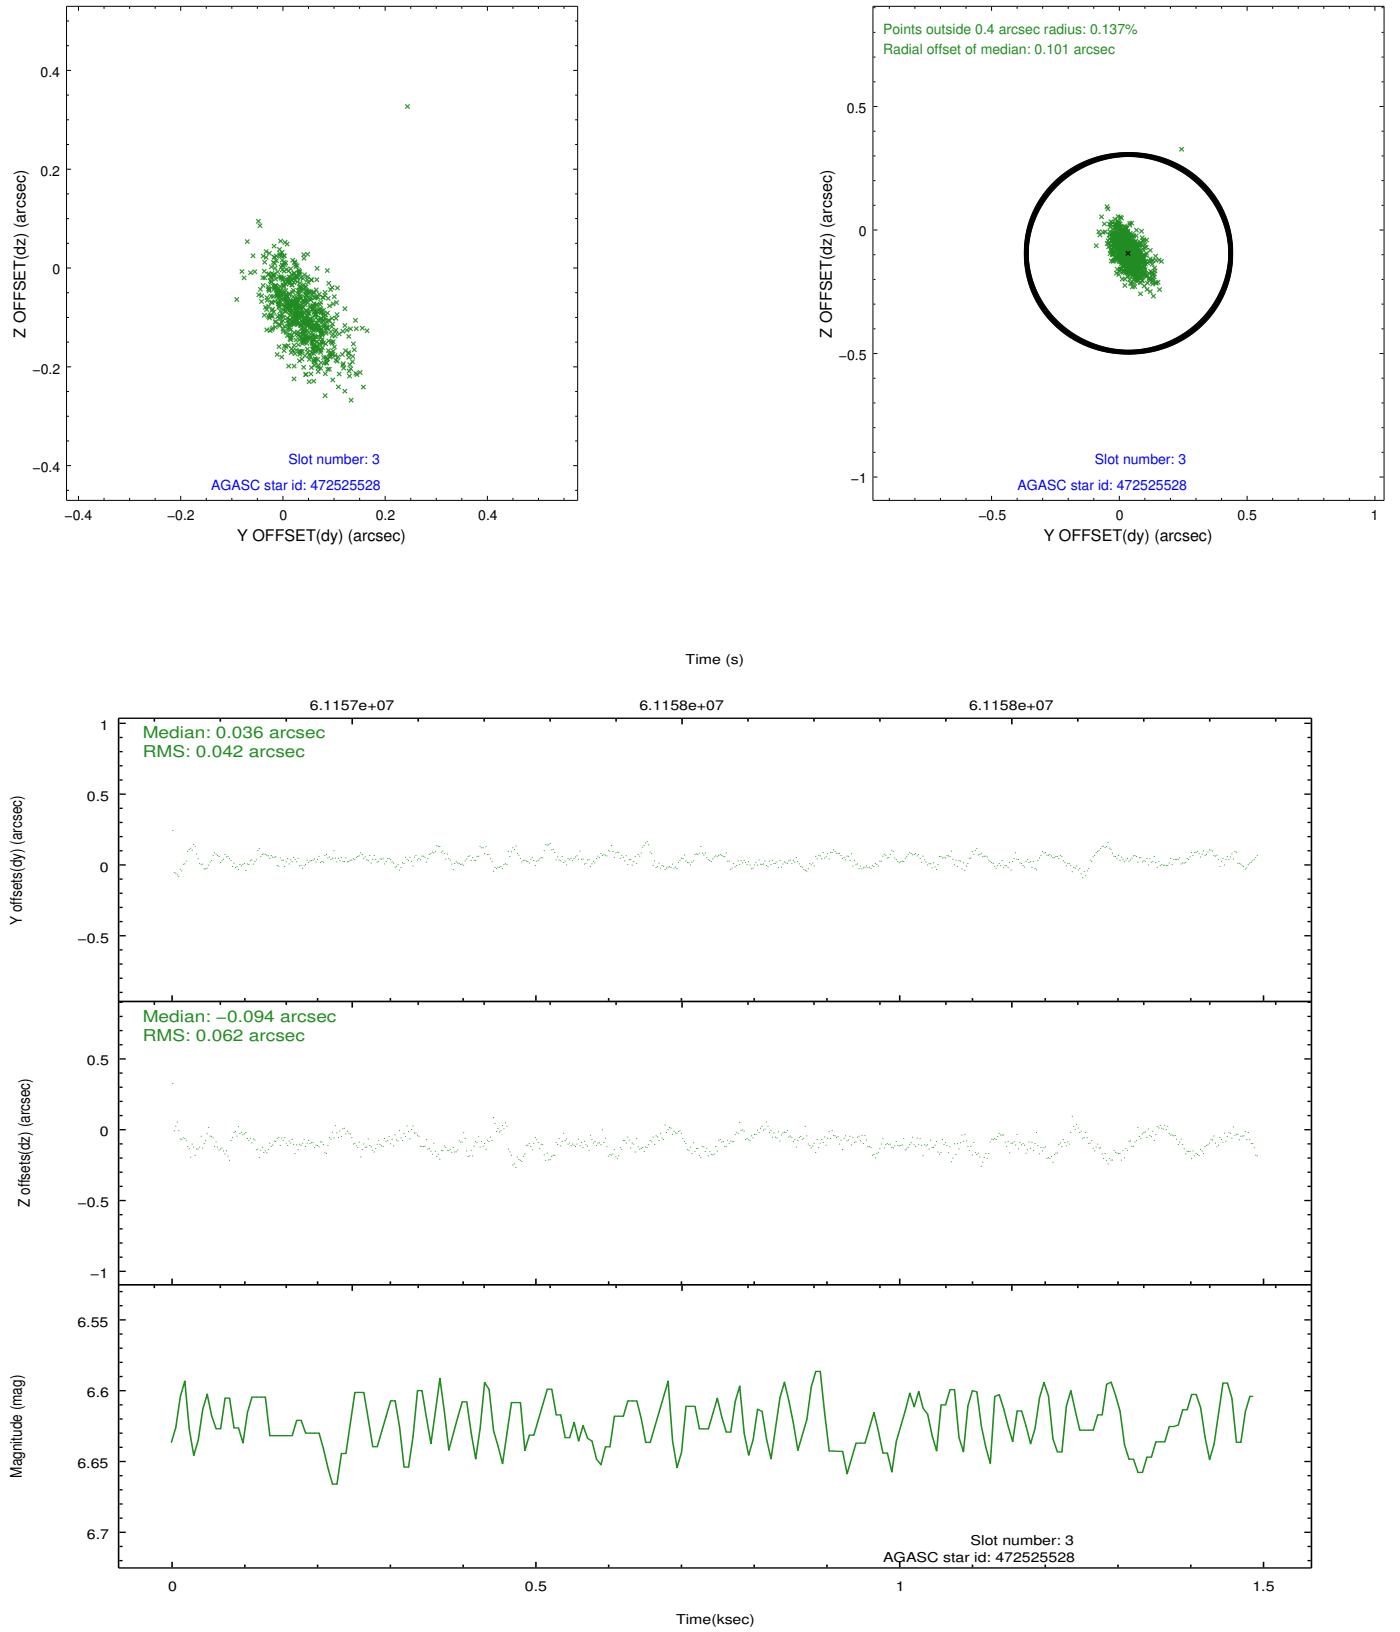 0.4
0.2
0
−0.2
−0.4
Z OFFSET(dz) (arcsec)
Slot number: 3
AGASC star id: 472525528
−0.4 −0.2 0 0.2 0.4
Y OFFSET(dy) (arcsec)
Points outside 0.4 arcsec radius: 0.137%
Radial offset of median: 0.101 arcsec
0.5
0
−0.5
−1
Z OFFSET(dz) (arcsec)
Slot number: 3
AGASC star id: 472525528
−0.5 0 0.5 1
Y OFFSET(dy) (arcsec)
Time (s)
6.1157e+07 6.1158e+07 6.1158e+07
Median: 0.036 arcsec
RMS: 0.042 arcsec
1
0.5
0
−0.5
Y offsets(dy) (arcsec)
Median: −0.094 arcsec
RMS: 0.062 arcsec
0.5
0
−0.5
−1
Z offsets(dz) (arcsec)
6.55
6.6
6.65
6.7
Magnitude (mag)
Slot number: 3
AGASC star id: 472525528
0 0.5 1 1.5
Time(ksec)